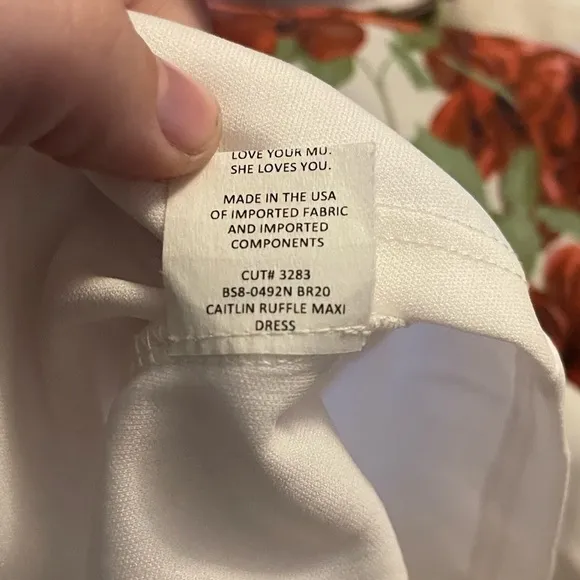 LOVE YOUR MU.
SHE LOVES YOU.
MADE IN THE USA
OF IMPORTED FABRIC
AND IMPORTED
COMPONENTS
CUT# 3283
BS8-0492N BR20
CAITLIN RUFFLE MAXI
DRESS